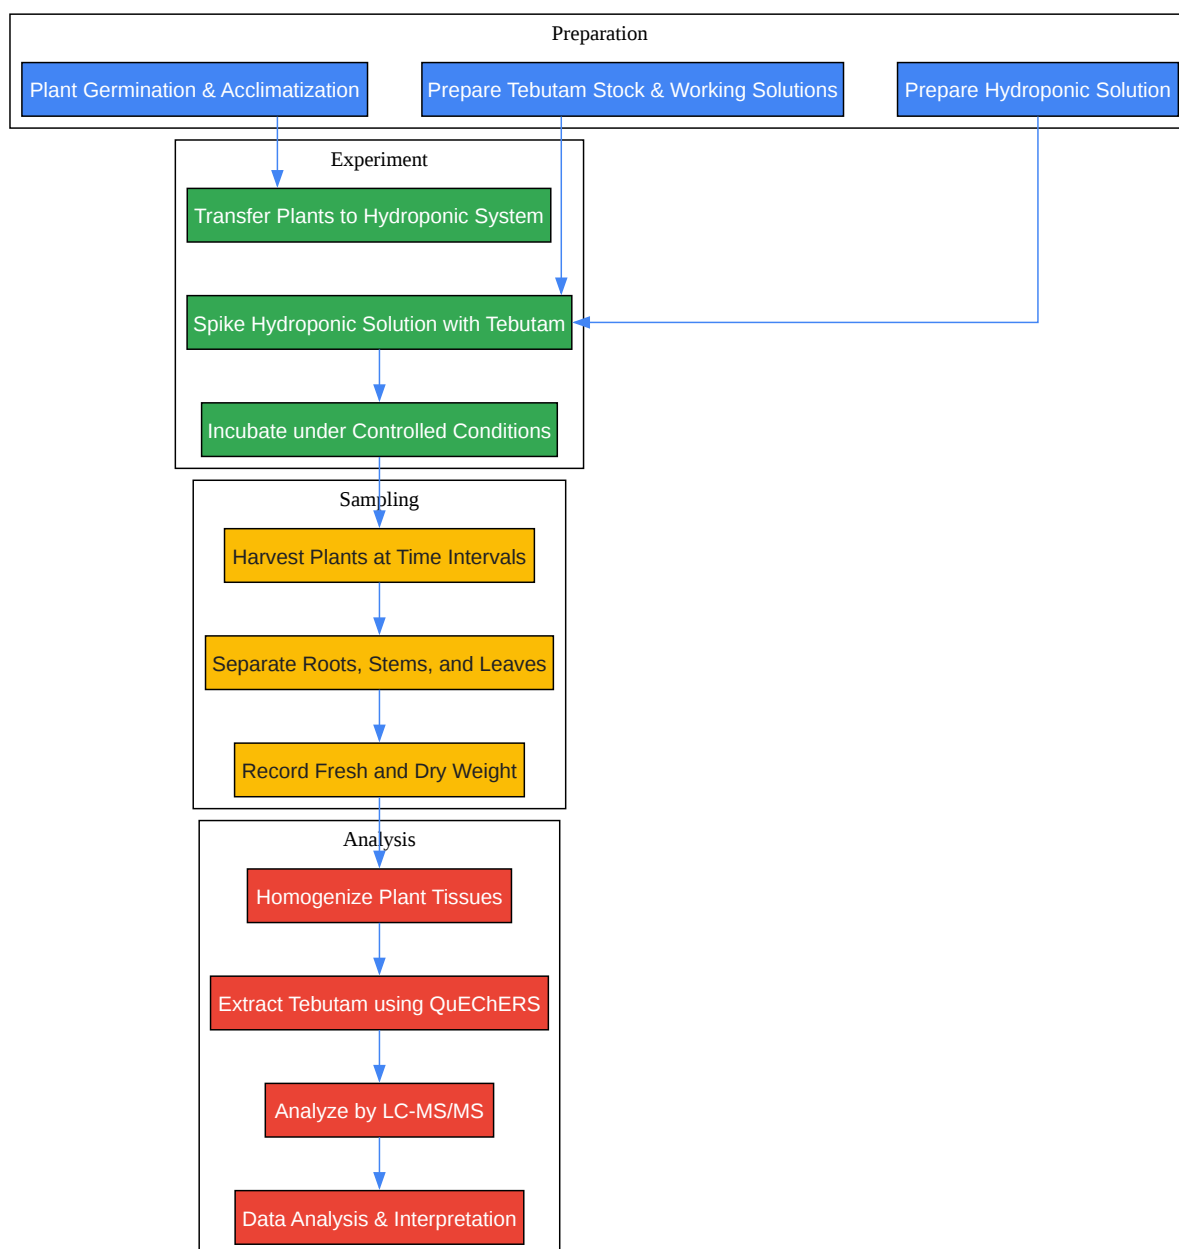 Preparation
Plant Germination & Acclimatization
Prepare Tebutam Stock & Working Solutions
Prepare Hydroponic Solution
Experiment
Transfer Plants to Hydroponic System
Spike Hydroponic Solution with Tebutam
Incubate under Controlled Conditions
Sampling
Harvest Plants at Time Intervals
Separate Roots, Stems, and Leaves
Record Fresh and Dry Weight
Analysis
Homogenize Plant Tissues
Extract Tebutam using QuEChERS
Analyze by LC-MS/MS
Data Analysis & Interpretation